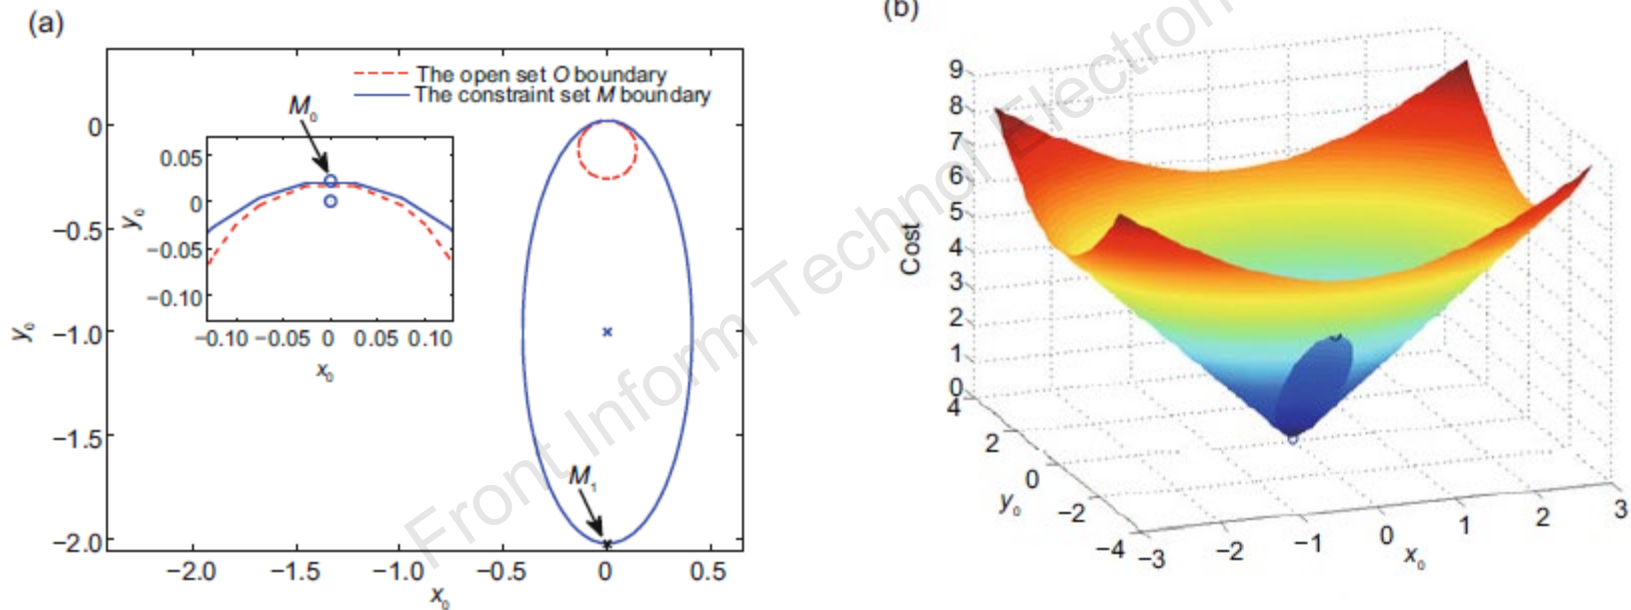 (a)
(b)
The open set O boundary
The constraint set M boundary
M₀
0
−0.5
−1.0
−1.5
−2.0
y₀
0.05
0
−0.05
−0.10
y₀
−0.10 −0.05 0 0.05 0.10
x₀
M₁
−2.0 −1.5 −1.0 −0.5 0 0.5
x₀
9
8
7
6
5
4
3
2
1
0
Cost
4
2
0
−2
−4
y₀
−3 −2 −1 0 1 2 3
x₀
Front Inform Technol Electron